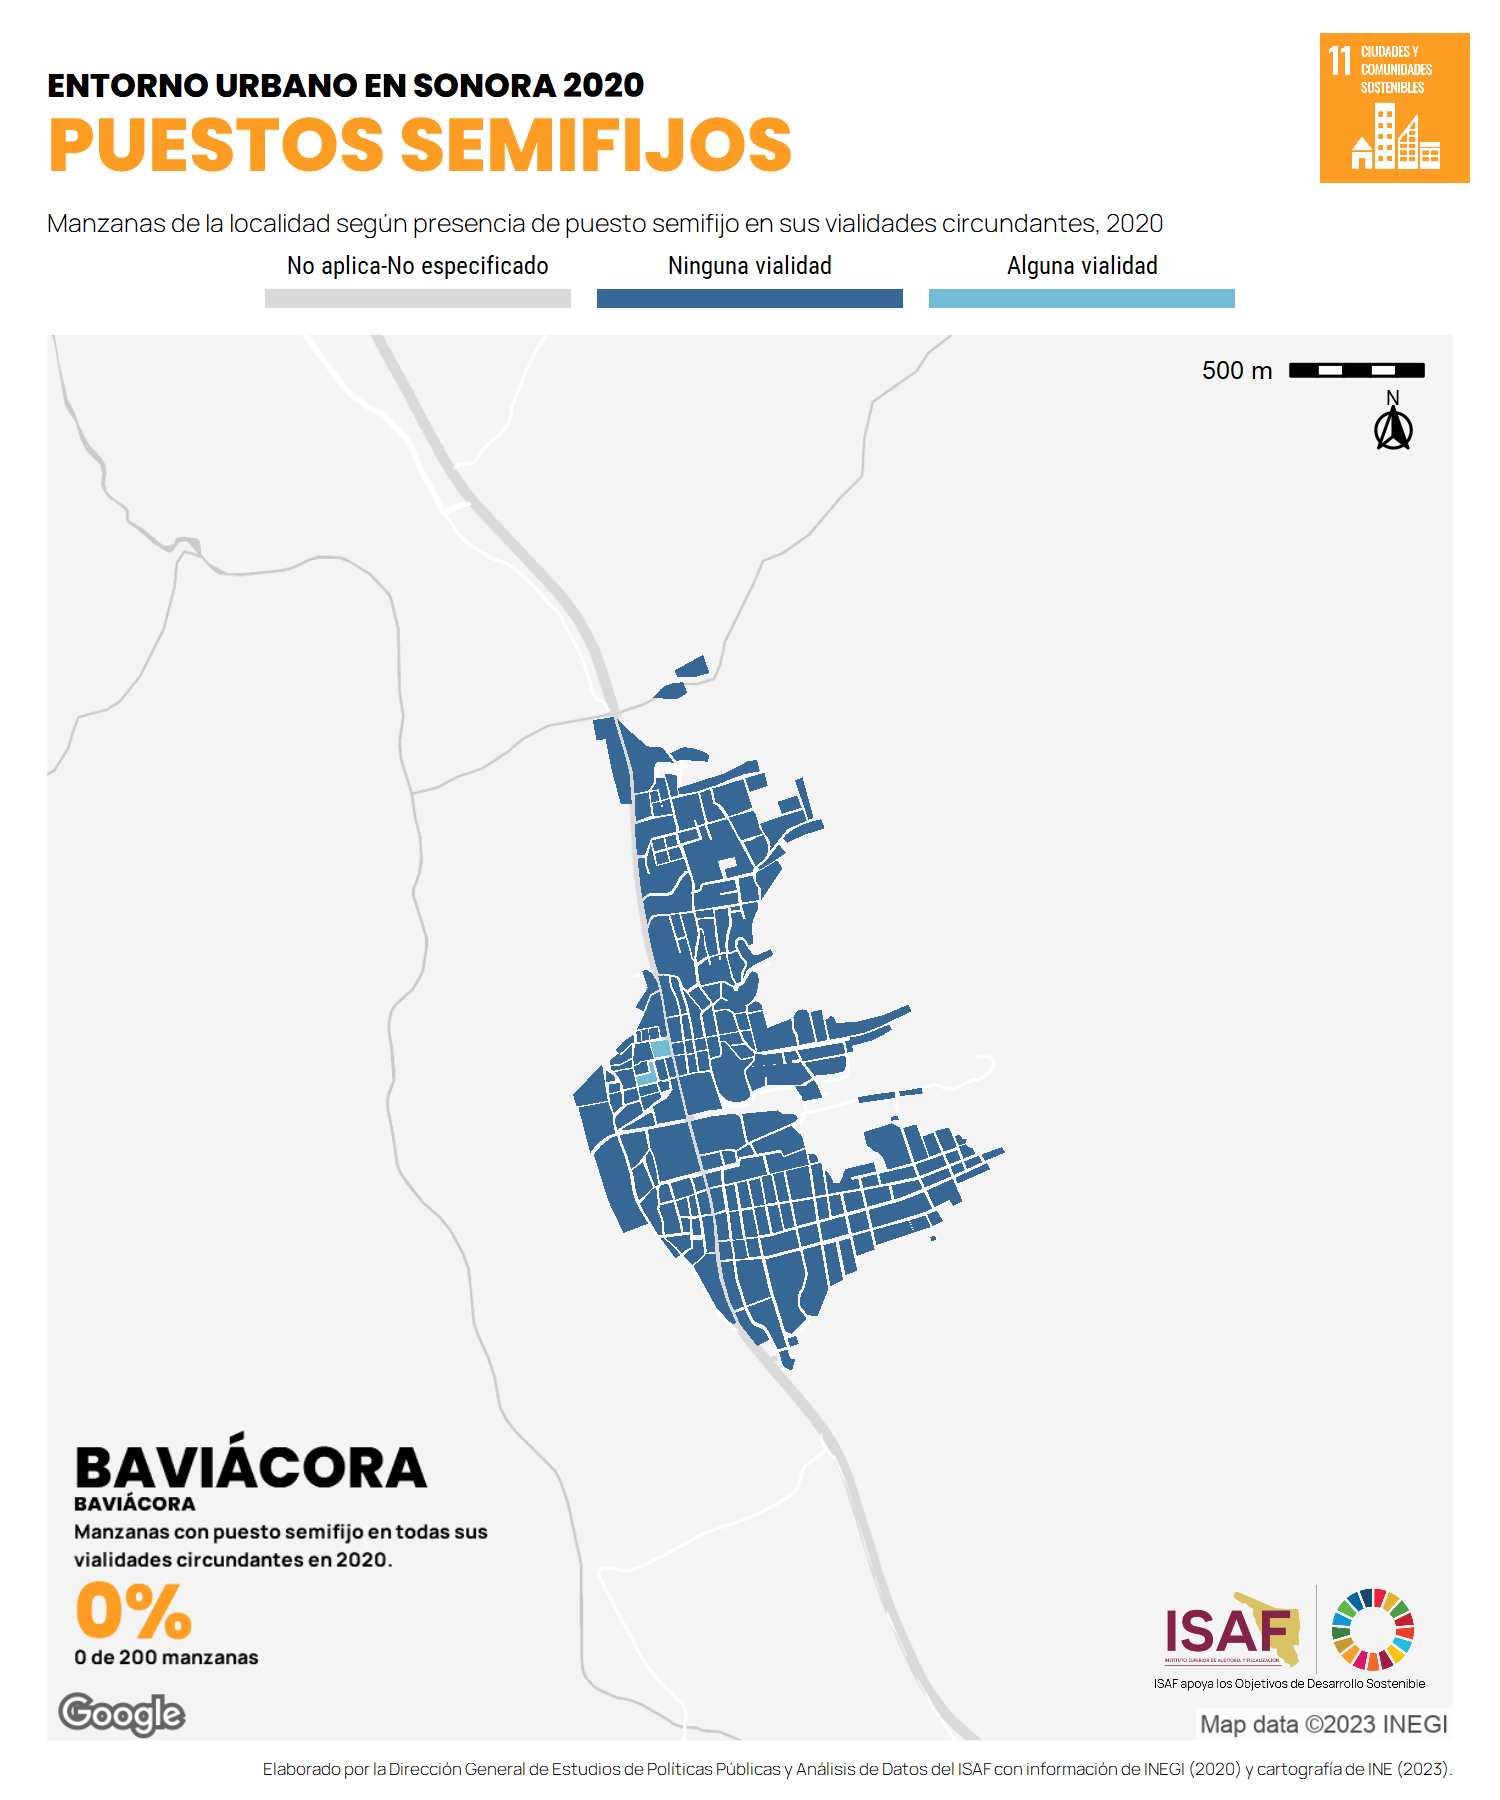 ENTORNO URBANO EN SONORA 2020
PUESTOS SEMIFIJOS
11 CIUDADES Y
COMUNIDADES
SOSTENIBLES
Manzanas de la localidad según presencia de puesto semifijo en sus vialidades circundantes, 2020
No aplica-No especificado
Ninguna vialidad
Alguna vialidad
500 m
N
BAVIÁCORA
BAVIÁCORA
Manzanas con puesto semifijo en todas sus
vialidades circundantes en 2020.
0%
0 de 200 manzanas
Google
ISAF
INSTITUTO SUPERIOR DE AUDITORÍA Y FISCALIZACIÓN
ISAF apoya los Objetivos de Desarrollo Sostenible
Map data ©2023 INEGI
Elaborado por la Dirección General de Estudios de Políticas Públicas y Análisis de Datos del ISAF con información de INEGI (2020) y cartografía de INE (2023).